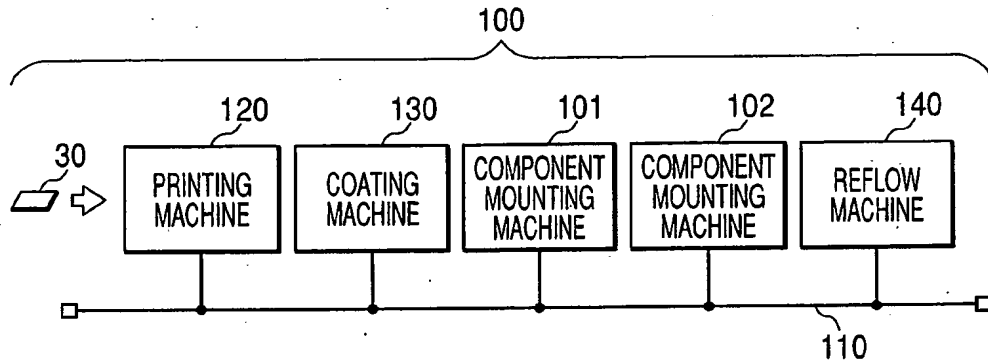 100
120
130
101
102
140
30
PRINTING
MACHINE
COATING
MACHINE
COMPONENT
MOUNTING
MACHINE
COMPONENT
MOUNTING
MACHINE
REFLOW
MACHINE
110